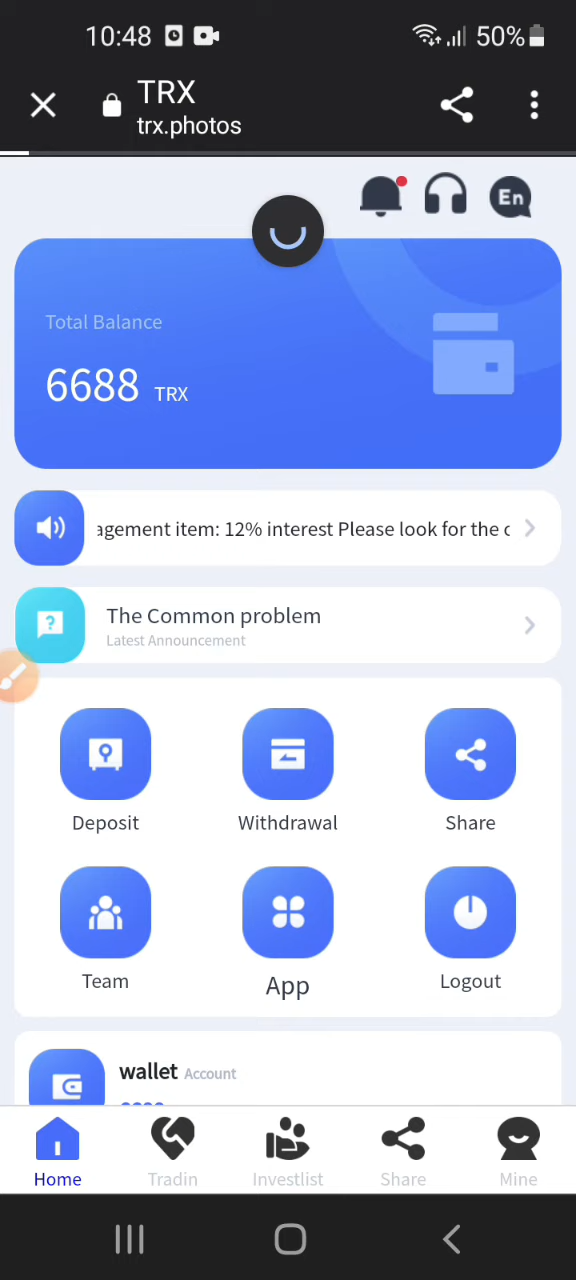 10:48
50%
TRX
trx.photos
En
Total Balance
6688 TRX
agement item: 12% interest Please look for the
The Common problem
Latest Announcement
Deposit
Withdrawal
Share
Team
App
Logout
wallet Account
Home
Tradin
Investlist
Share
Mine